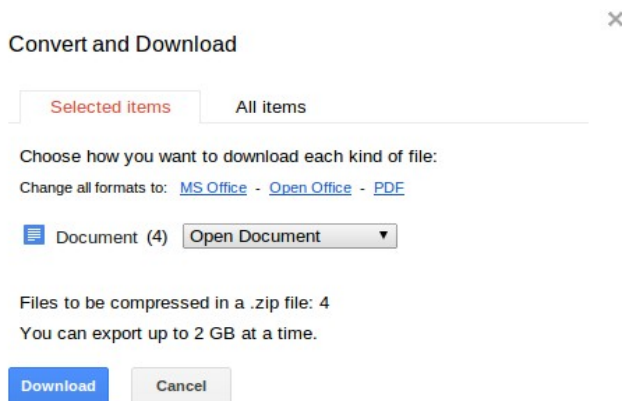 Convert and Download
Selected items All items
Choose how you want to download each kind of file:
Change all formats to: MS Office - Open Office - PDF
Document (4) Open Document
Files to be compressed in a .zip file: 4
You can export up to 2 GB at a time.
Download Cancel